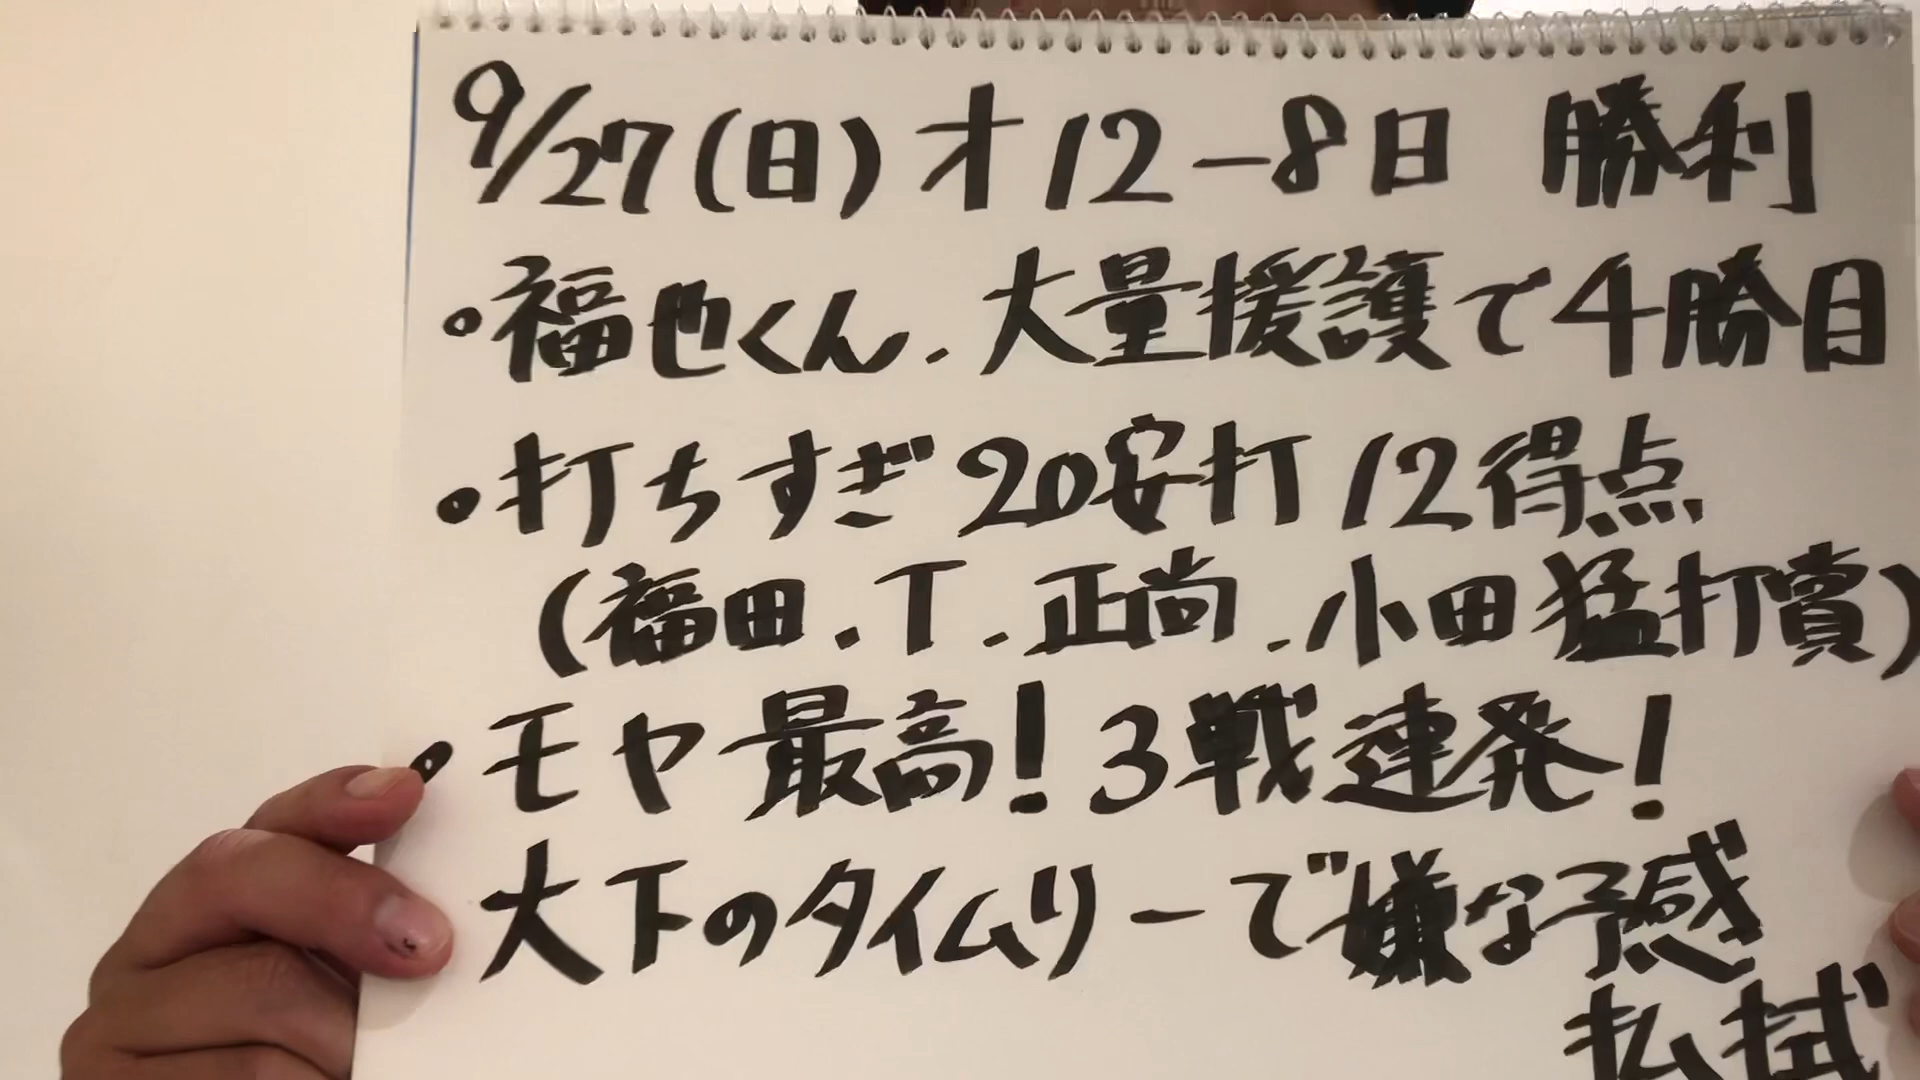 9/27(日)オ12-8日 勝利
・福也くん、大量援護で4勝目
・打ちすぎ20安打12得点
(福田、T、正尚、小田猛打賞)
・モヤ最高!3戦連発!
大下のタイムリーで嫌な予感
払拭